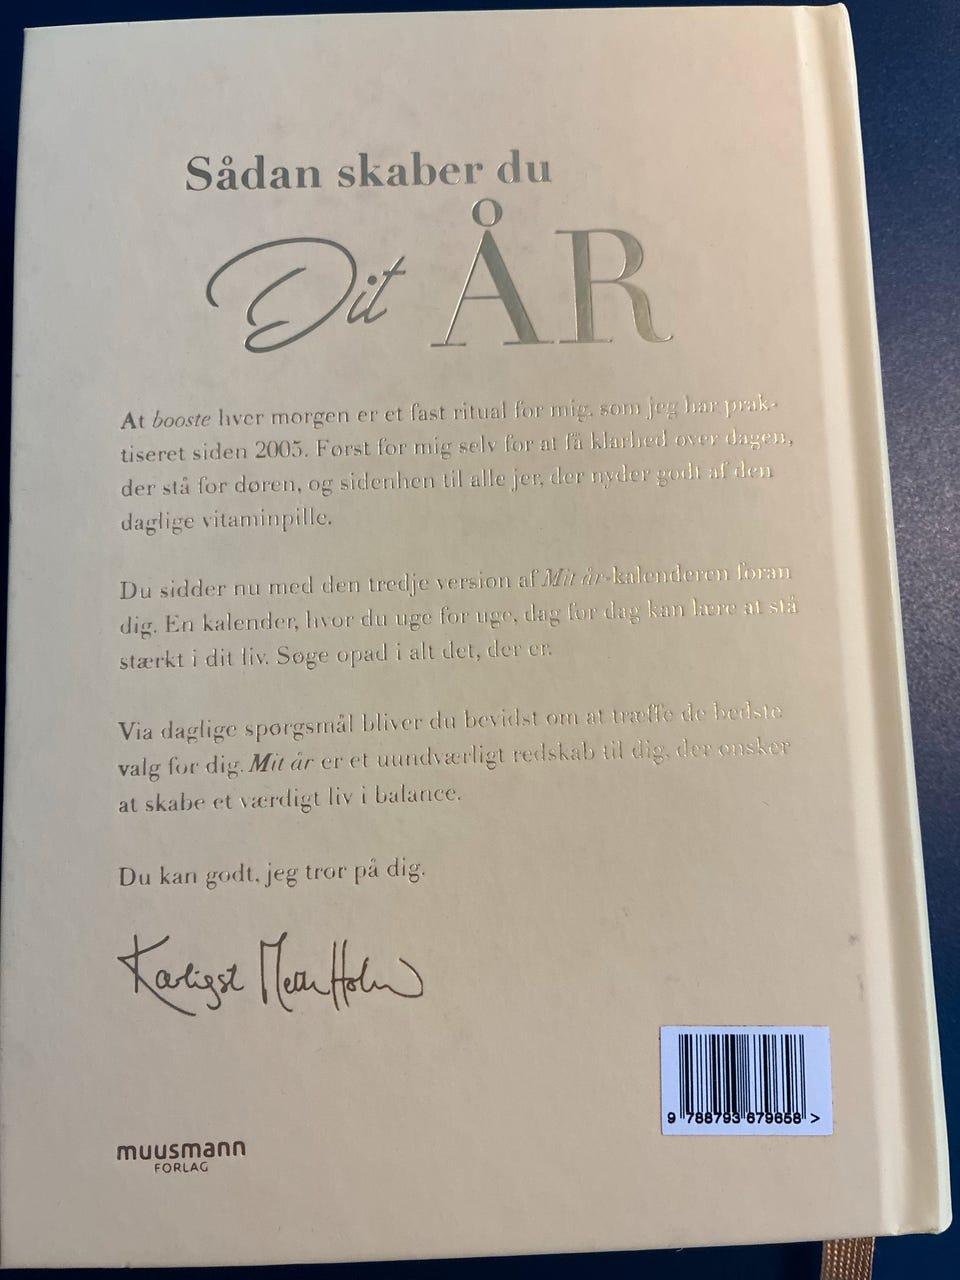 Sådan skaber du
Dit ÅR
At booste hver morgen er et fast ritual for mig, som jeg har prak-
tiseret siden 2005. Først for mig selv for at få klarhed over dagen,
der stå for døren, og sidenhen til alle jer, der nyder godt af den
daglige vitaminpille.
Du sidder nu med den tredje version af Mit år-kalenderen foran
dig. En kalender, hvor du uge for uge, dag for dag kan lære at stå
stærkt i dit liv. Søge opad i alt det, der er.
Via daglige spørgsmål bliver du bevidst om at træffe de bedste
valg for dig. Mit år er et uundværligt redskab til dig, der ønsker
at skabe et værdigt liv i balance.
Du kan godt, jeg tror på dig.
Kærligst Mette Holm
9 788793 679658 >
muusmann
FORLAG